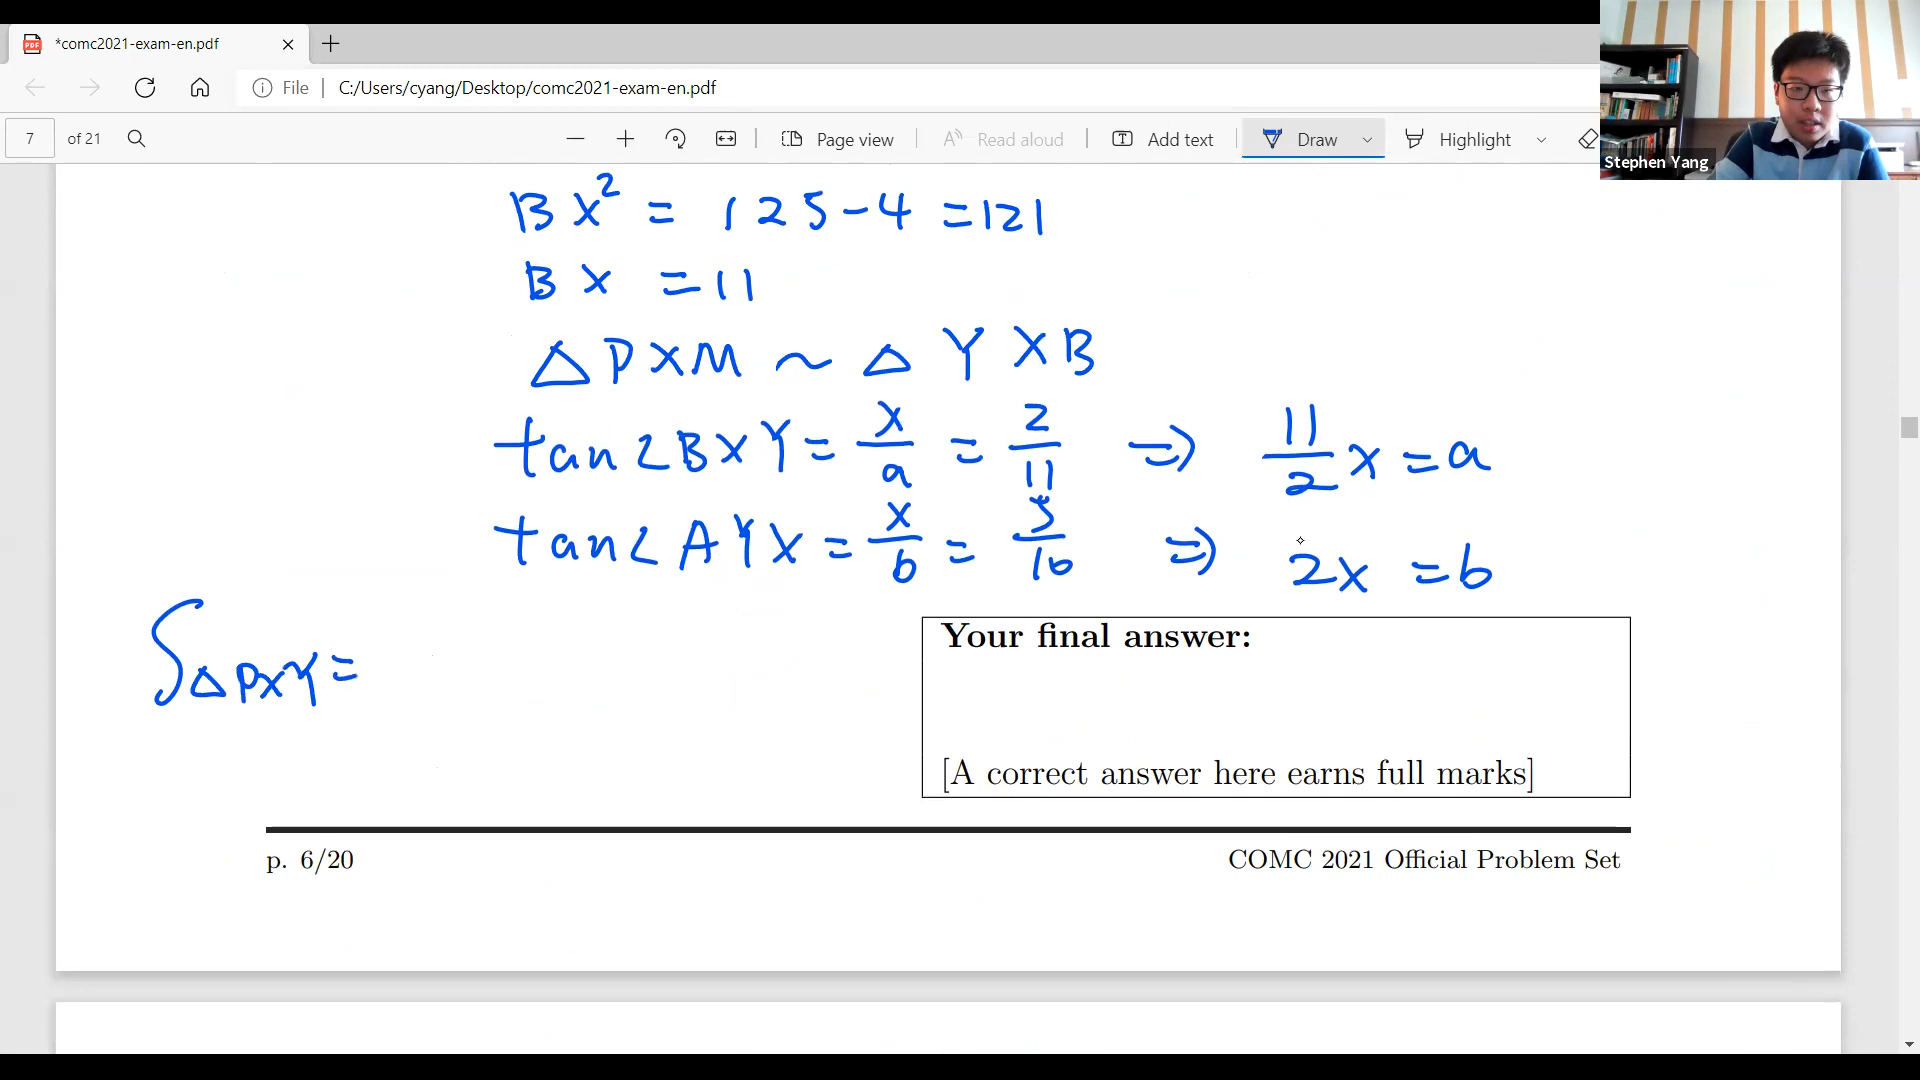 *comc2021-exam-en.pdf
File | C:/Users/cyang/Desktop/comc2021-exam-en.pdf
7 of 21 Page view Read aloud Add text Draw Highlight
Stephen Yang
BX² = 125-4 =121
BX =11
△PXM ~ △YXB
tan∠BXY = x/a = 2/11 ⇒ 11/2 x = a
tan∠AYX = x/b = 5/10 ⇒ 2x = b
S△PXY =
Your final answer:
[A correct answer here earns full marks]
p. 6/20
COMC 2021 Official Problem Set